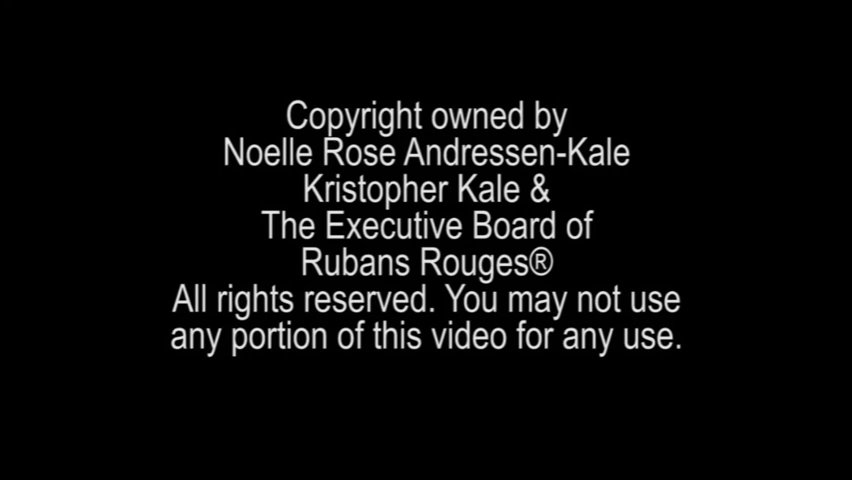 Copyright owned by
Noelle Rose Andressen-Kale
Kristopher Kale &
The Executive Board of
Rubans Rouges®
All rights reserved. You may not use
any portion of this video for any use.